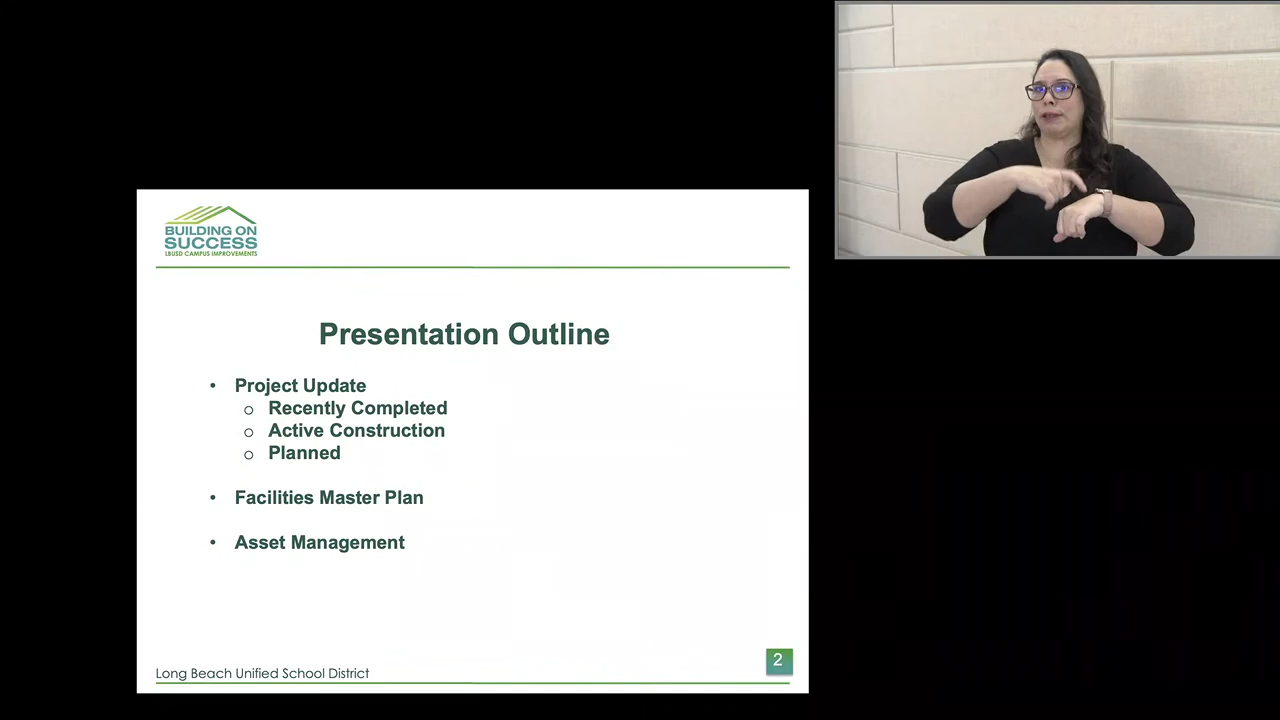 BUILDING ON
SUCCESS
LBUSD CAMPUS IMPROVEMENTS
Presentation Outline
• Project Update
o Recently Completed
o Active Construction
o Planned
• Facilities Master Plan
• Asset Management
Long Beach Unified School District
2